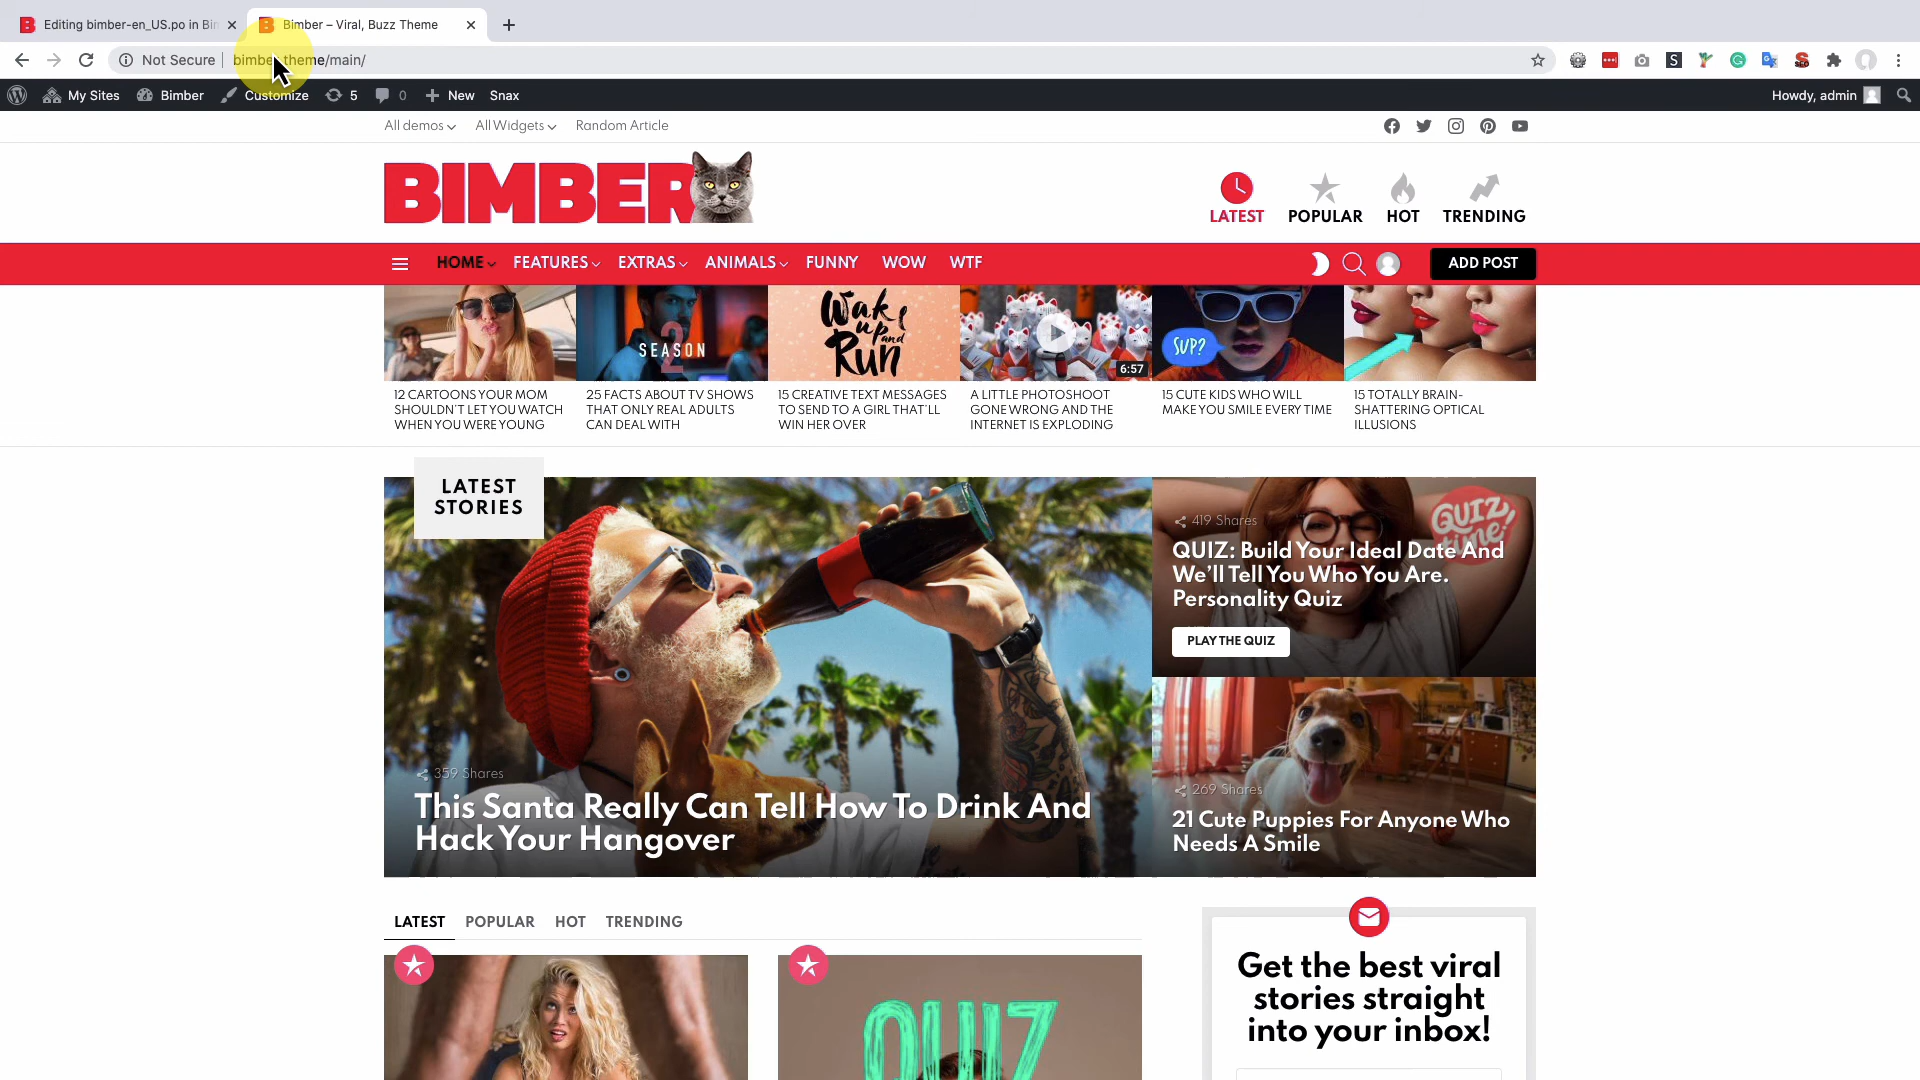 Editing bimber-en_US.po in Bim
Bimber – Viral, Buzz Theme
Not Secure
bimber.theme/main/
My Sites
Bimber
Customize
5
0
New
Snax
Howdy, admin
All demos
All Widgets
Random Article
BIMBER
LATEST
POPULAR
HOT
TRENDING
HOME
FEATURES
EXTRAS
ANIMALS
FUNNY
WOW
WTF
ADD POST
2
SEASON
Wake
up and
Run
6:57
SUP?
12 CARTOONS YOUR MOM
SHOULDN'T LET YOU WATCH
WHEN YOU WERE YOUNG
25 FACTS ABOUT TV SHOWS
THAT ONLY REAL ADULTS
CAN DEAL WITH
15 CREATIVE TEXT MESSAGES
TO SEND TO A GIRL THAT'LL
WIN HER OVER
A LITTLE PHOTOSHOOT
GONE WRONG AND THE
INTERNET IS EXPLODING
15 CUTE KIDS WHO WILL
MAKE YOU SMILE EVERY TIME
15 TOTALLY BRAIN-
SHATTERING OPTICAL
ILLUSIONS
LATEST
STORIES
359 Shares
This Santa Really Can Tell How To Drink And
Hack Your Hangover
QUIZ
time!
419 Shares
QUIZ: Build Your Ideal Date And
We'll Tell You Who You Are.
Personality Quiz
PLAY THE QUIZ
269 Shares
21 Cute Puppies For Anyone Who
Needs A Smile
LATEST
POPULAR
HOT
TRENDING
QUIZ
Get the best viral
stories straight
into your inbox!